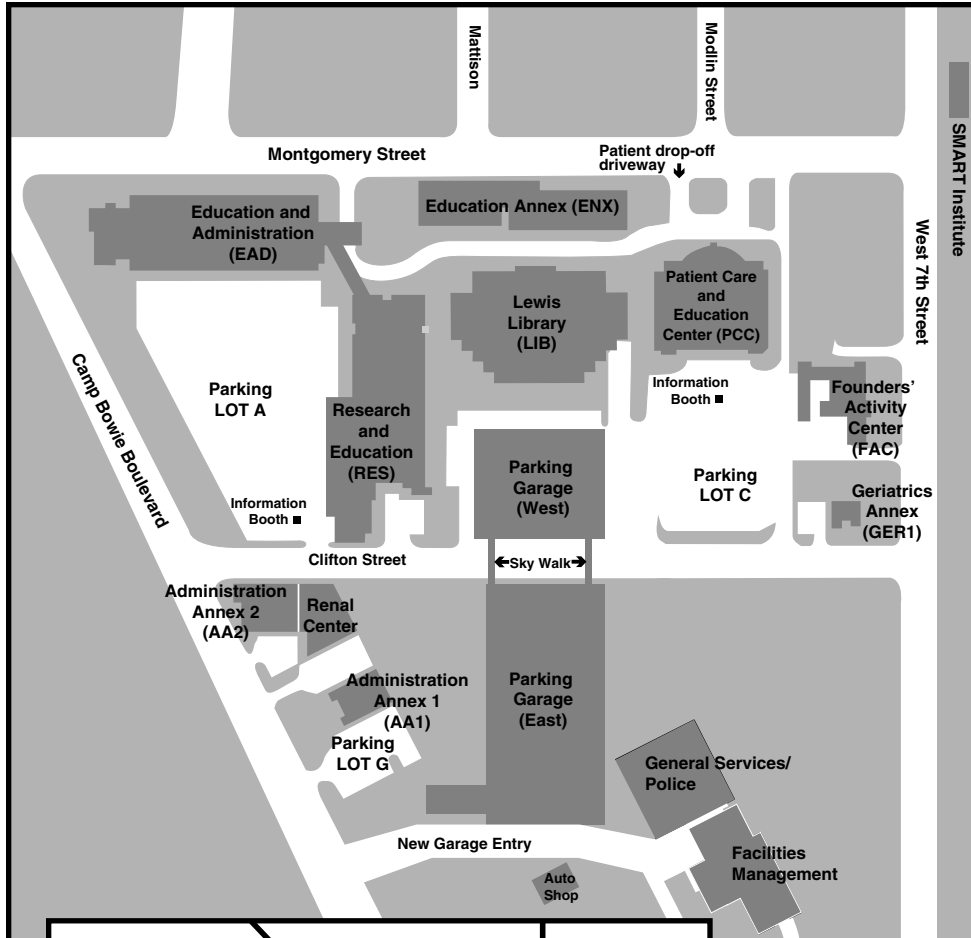 Mattison
Modlin Street
SMART Institute
Montgomery Street
Patient drop-off
driveway
Education and
Administration
(EAD)
Education Annex (ENX)
West 7th Street
Lewis
Library
(LIB)
Patient Care
and
Education
Center (PCC)
Camp Bowie Boulevard
Parking
LOT A
Information
Booth
Founders’
Activity
Center
(FAC)
Research
and
Education
(RES)
Parking
Garage
(West)
Parking
LOT C
Geriatrics
Annex
(GER1)
Information
Booth
Clifton Street
Sky Walk
Administration
Annex 2
(AA2)
Renal
Center
Administration
Annex 1
(AA1)
Parking
Garage
(East)
Parking
LOT G
General Services/
Police
New Garage Entry
Facilities
Management
Auto
Shop